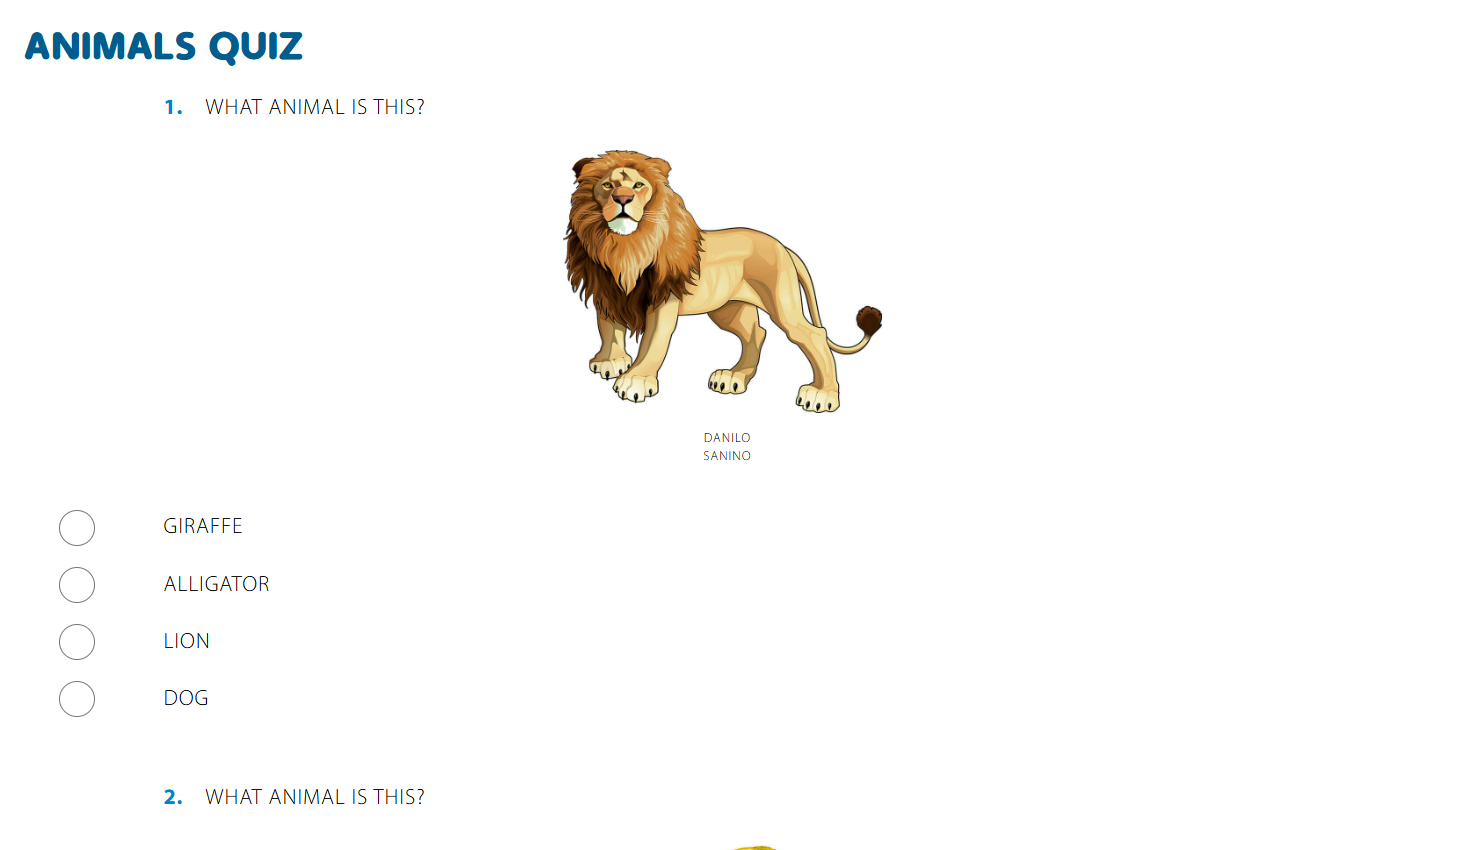 ANIMALS QUIZ
1. WHAT ANIMAL IS THIS?
DANILO
SANINO
GIRAFFE
ALLIGATOR
LION
DOG
2. WHAT ANIMAL IS THIS?